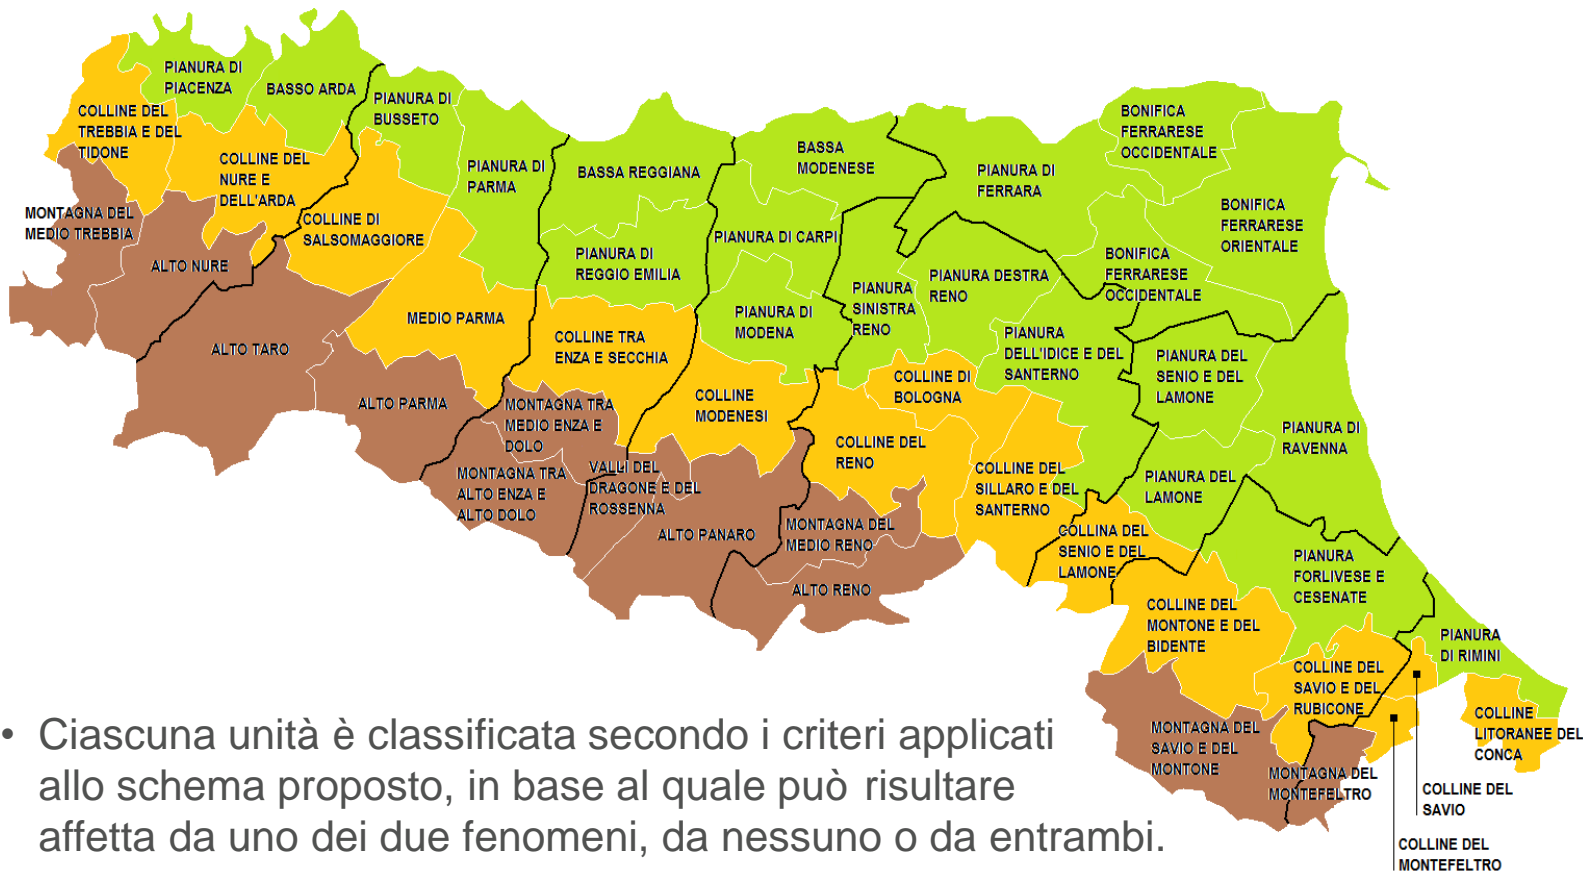 PIANURA DI
PIACENZA
BASSO ARDA
PIANURA DI
BUSSETO
COLLINE DEL
TREBBIA E DEL
TIDONE
COLLINE DEL
NURE E
DELL'ARDA
PIANURA DI
PARMA
BASSA REGGIANA
BASSA
MODENESE
PIANURA DI
FERRARA
BONIFICA
FERRARESE
OCCIDENTALE
BONIFICA
FERRARESE
ORIENTALE
MONTAGNA DEL
MEDIO TREBBIA
ALTO NURE
COLLINE DI
SALSOMAGGIORE
PIANURA DI
REGGIO EMILIA
PIANURA DI CARPI
PIANURA
SINISTRA
RENO
PIANURA DESTRA
RENO
BONIFICA
FERRARESE
OCCIDENTALE
ALTO TARO
MEDIO PARMA
COLLINE TRA
ENZA E SECCHIA
PIANURA DI
MODENA
PIANURA
DELL'IDICE E DEL
SANTERNO
PIANURA DEL
SENIO E DEL
LAMONE
ALTO PARMA
MONTAGNA TRA
MEDIO ENZA E
DOLO
COLLINE
MODENESI
COLLINE DI
BOLOGNA
COLLINE DEL
RENO
PIANURA DI
RAVENNA
MONTAGNA TRA
ALTO ENZA E
ALTO DOLO
VALLI DEL
DRAGONE E DEL
ROSSENNA
ALTO PANARO
MONTAGNA DEL
MEDIO RENO
COLLINE DEL
SILLARO E DEL
SANTERNO
PIANURA DEL
LAMONE
COLLINA DEL
SENIO E DEL
LAMONE
ALTO RENO
PIANURA
FORLIVESE E
CESENATE
COLLINE DEL
MONTONE E DEL
BIDENTE
PIANURA
DI RIMINI
COLLINE DEL
SAVIO E DEL
RUBICONE
MONTAGNA DEL
SAVIO E DEL
MONTONE
MONTAGNA DEL
MONTEFELTRO
COLLINE
LITORANEE DEL
CONCA
COLLINE DEL
SAVIO
COLLINE DEL
MONTEFELTRO
• Ciascuna unità è classificata secondo i criteri applicati
allo schema proposto, in base al quale può risultare
affetta da uno dei due fenomeni, da nessuno o da entrambi.